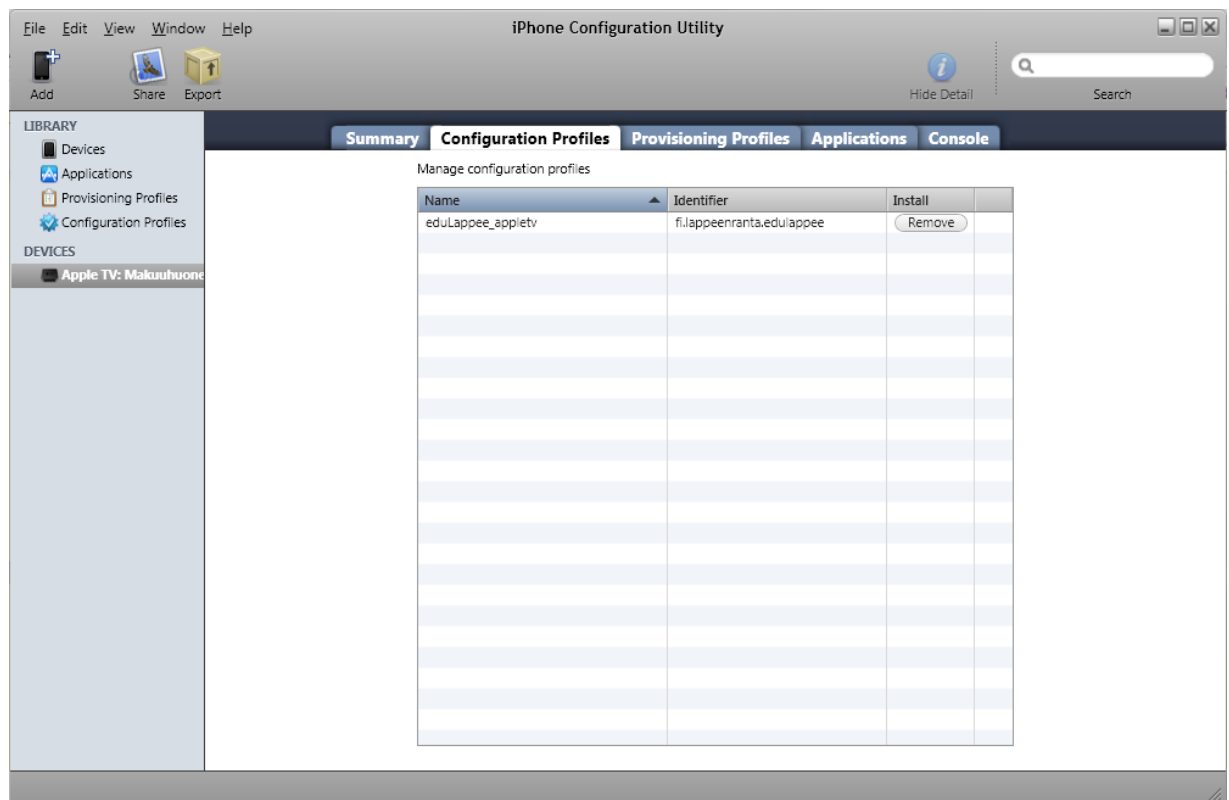 File Edit View Window Help
iPhone Configuration Utility
Add Share Export Hide Detail Search
LIBRARY
Devices
Applications
Provisioning Profiles
Configuration Profiles
DEVICES
Apple TV: Makuuhuone
Summary Configuration Profiles Provisioning Profiles Applications Console
Manage configuration profiles
Name Identifier Install
eduLappee_appletv fi.lappeenranta.edulappee Remove